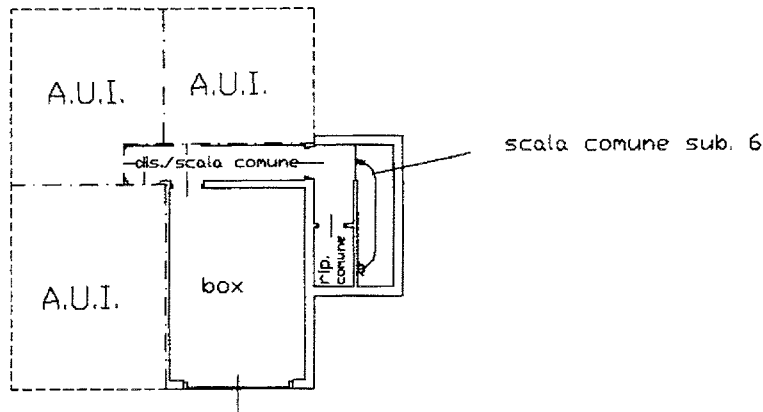 A.U.I.
A.U.I.
scala comune sub. 6
dis./scala comune
rip.
comune
A.U.I.
box